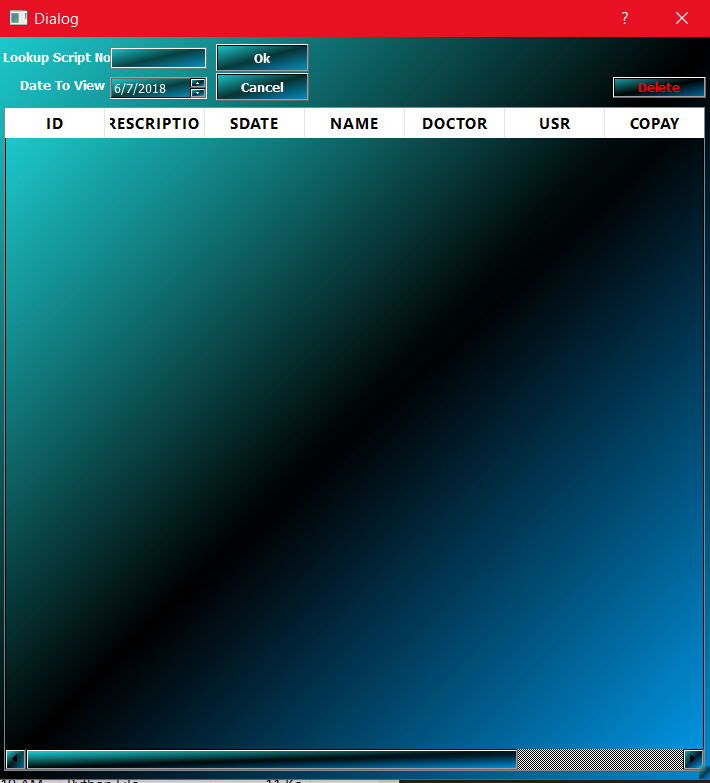 Dialog ?
Lookup Script No Ok
Date To View 6/7/2018 Cancel Delete
ID RESCRIPTIO SDATE NAME DOCTOR USR COPAY